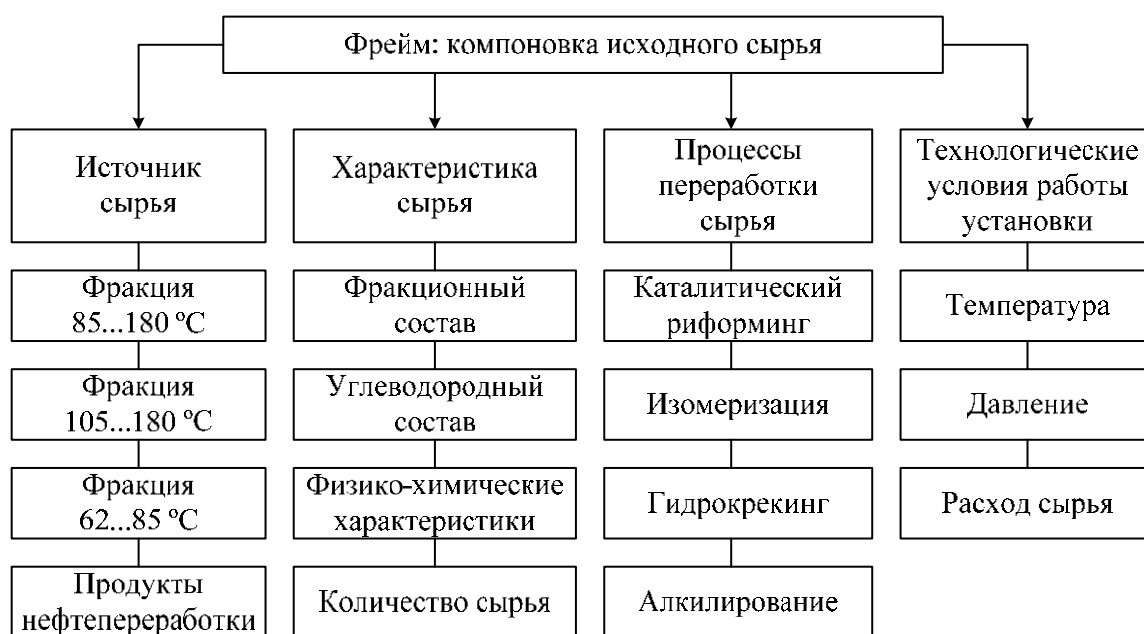 Фрейм: компоновка исходного сырья
Источник
сырья
Фракция
85...180 ºС
Фракция
105...180 ºС
Фракция
62...85 ºС
Продукты
нефтепереработки
Характеристика
сырья
Фракционный
состав
Углеводородный
состав
Физико-химические
характеристики
Количество сырья
Процессы
переработки
сырья
Каталитический
риформинг
Изомеризация
Гидрокрекинг
Алкилирование
Технологические
условия работы
установки
Температура
Давление
Расход сырья